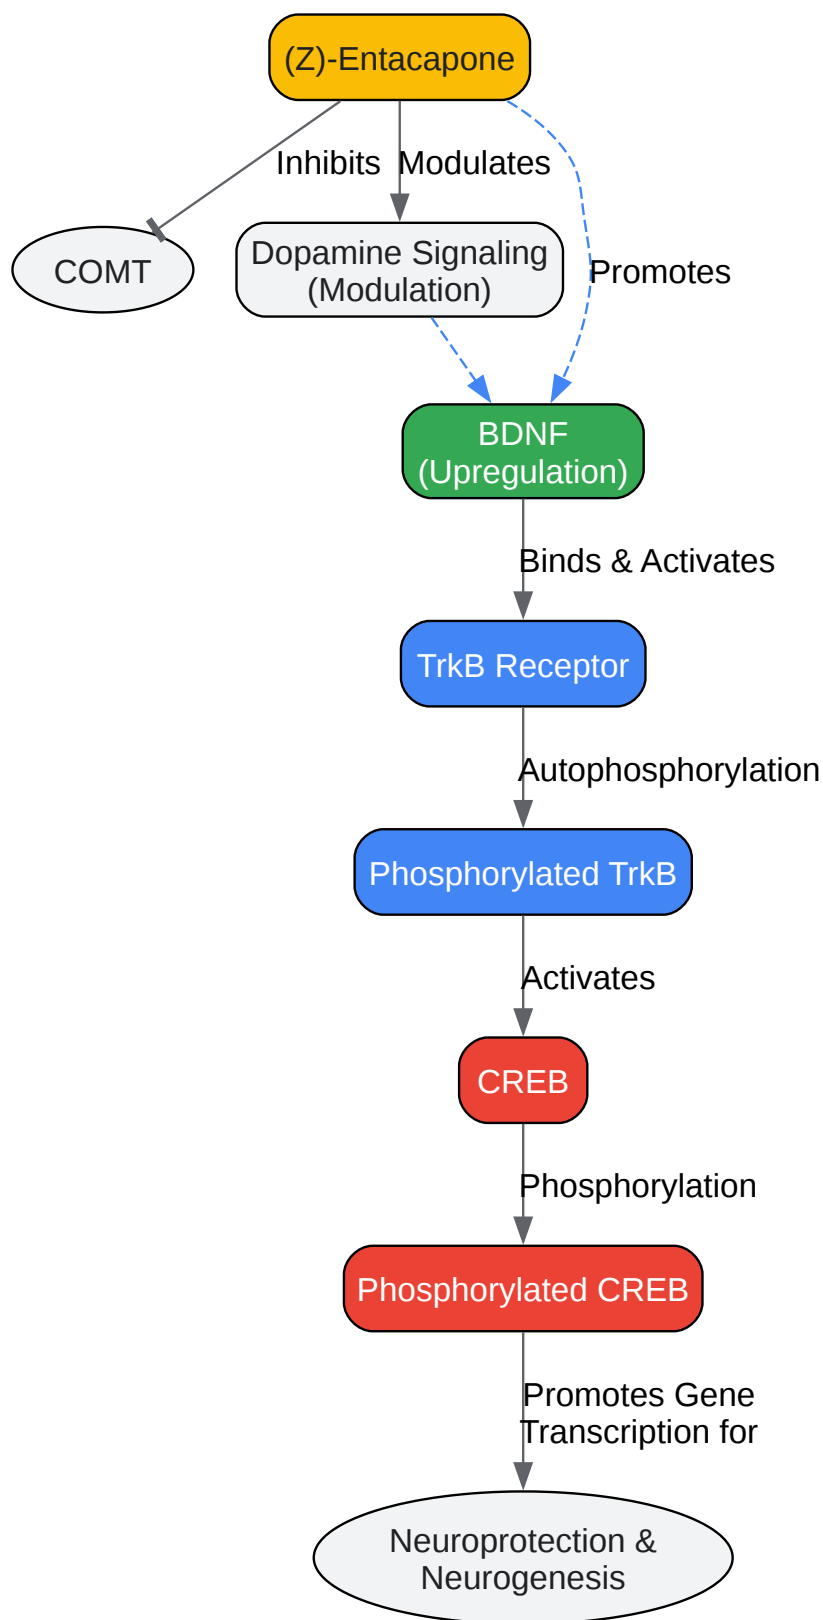 (Z)-Entacapone
Inhibits
Modulates
COMT
Dopamine Signaling
(Modulation)
Promotes
BDNF
(Upregulation)
Binds & Activates
TrkB Receptor
Autophosphorylation
Phosphorylated TrkB
Activates
CREB
Phosphorylation
Phosphorylated CREB
Promotes Gene
Transcription for
Neuroprotection &
Neurogenesis